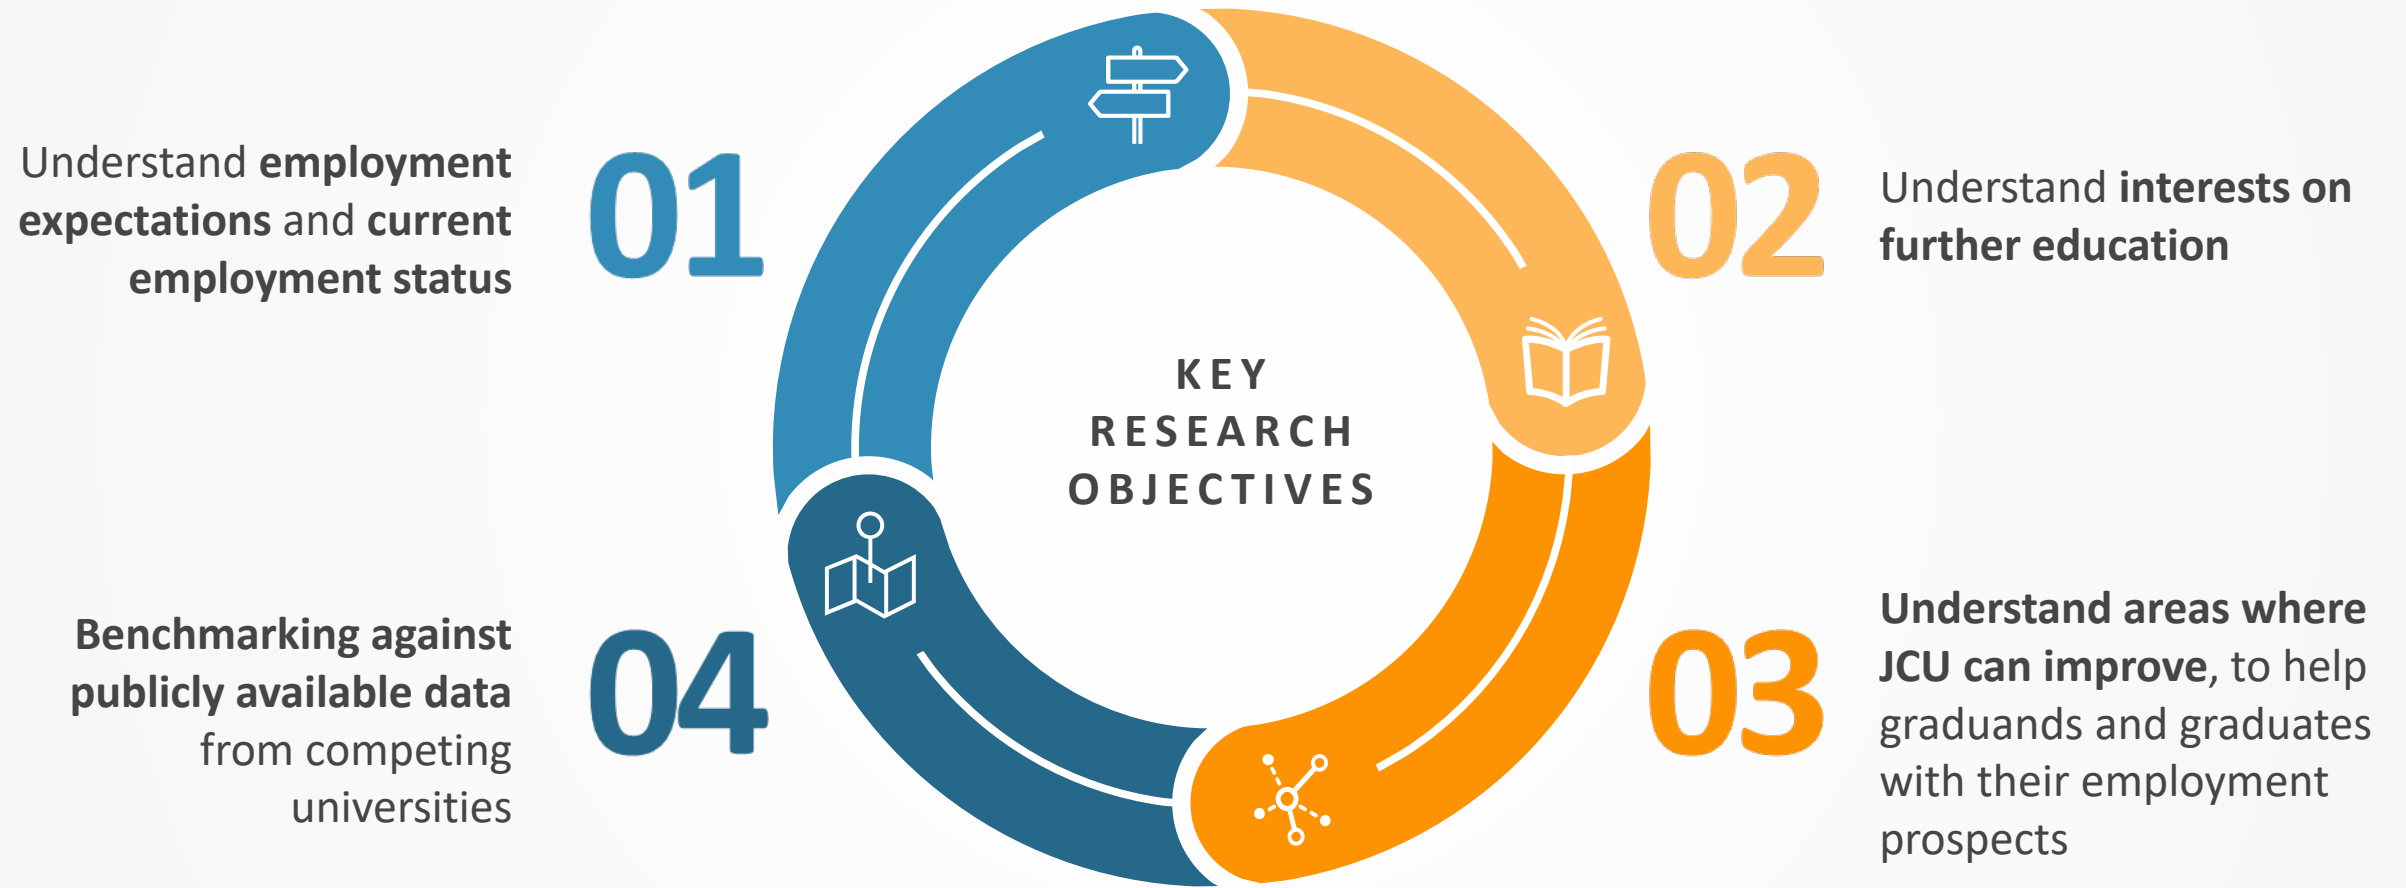 01
Understand employment
expectations and current
employment status
02
Understand interests on
further education
KEY
RESEARCH
OBJECTIVES
03
Understand areas where
JCU can improve, to help
graduands and graduates
with their employment
prospects
04
Benchmarking against
publicly available data
from competing
universities